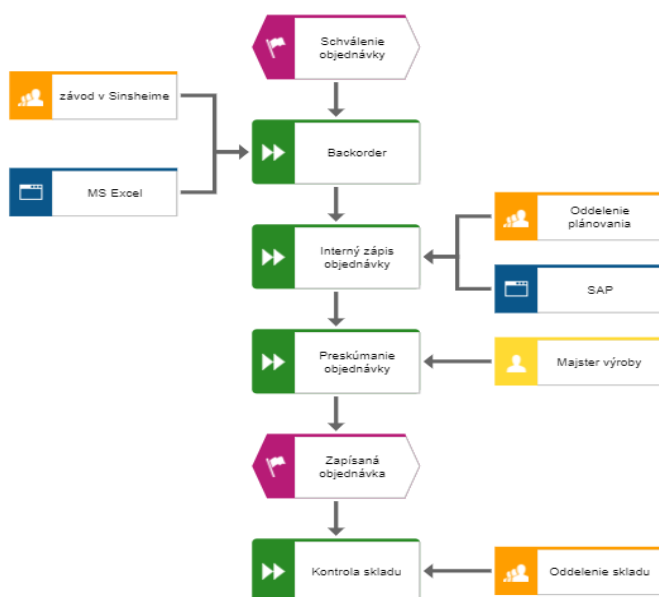 Schválenie
objednávky
závod v Sinsheime
Backorder
MS Excel
Oddelenie
plánovania
Interný zápis
objednávky
SAP
Preskúmanie
objednávky
Majster výroby
Zapísaná
objednávka
Kontrola skladu
Oddelenie skladu